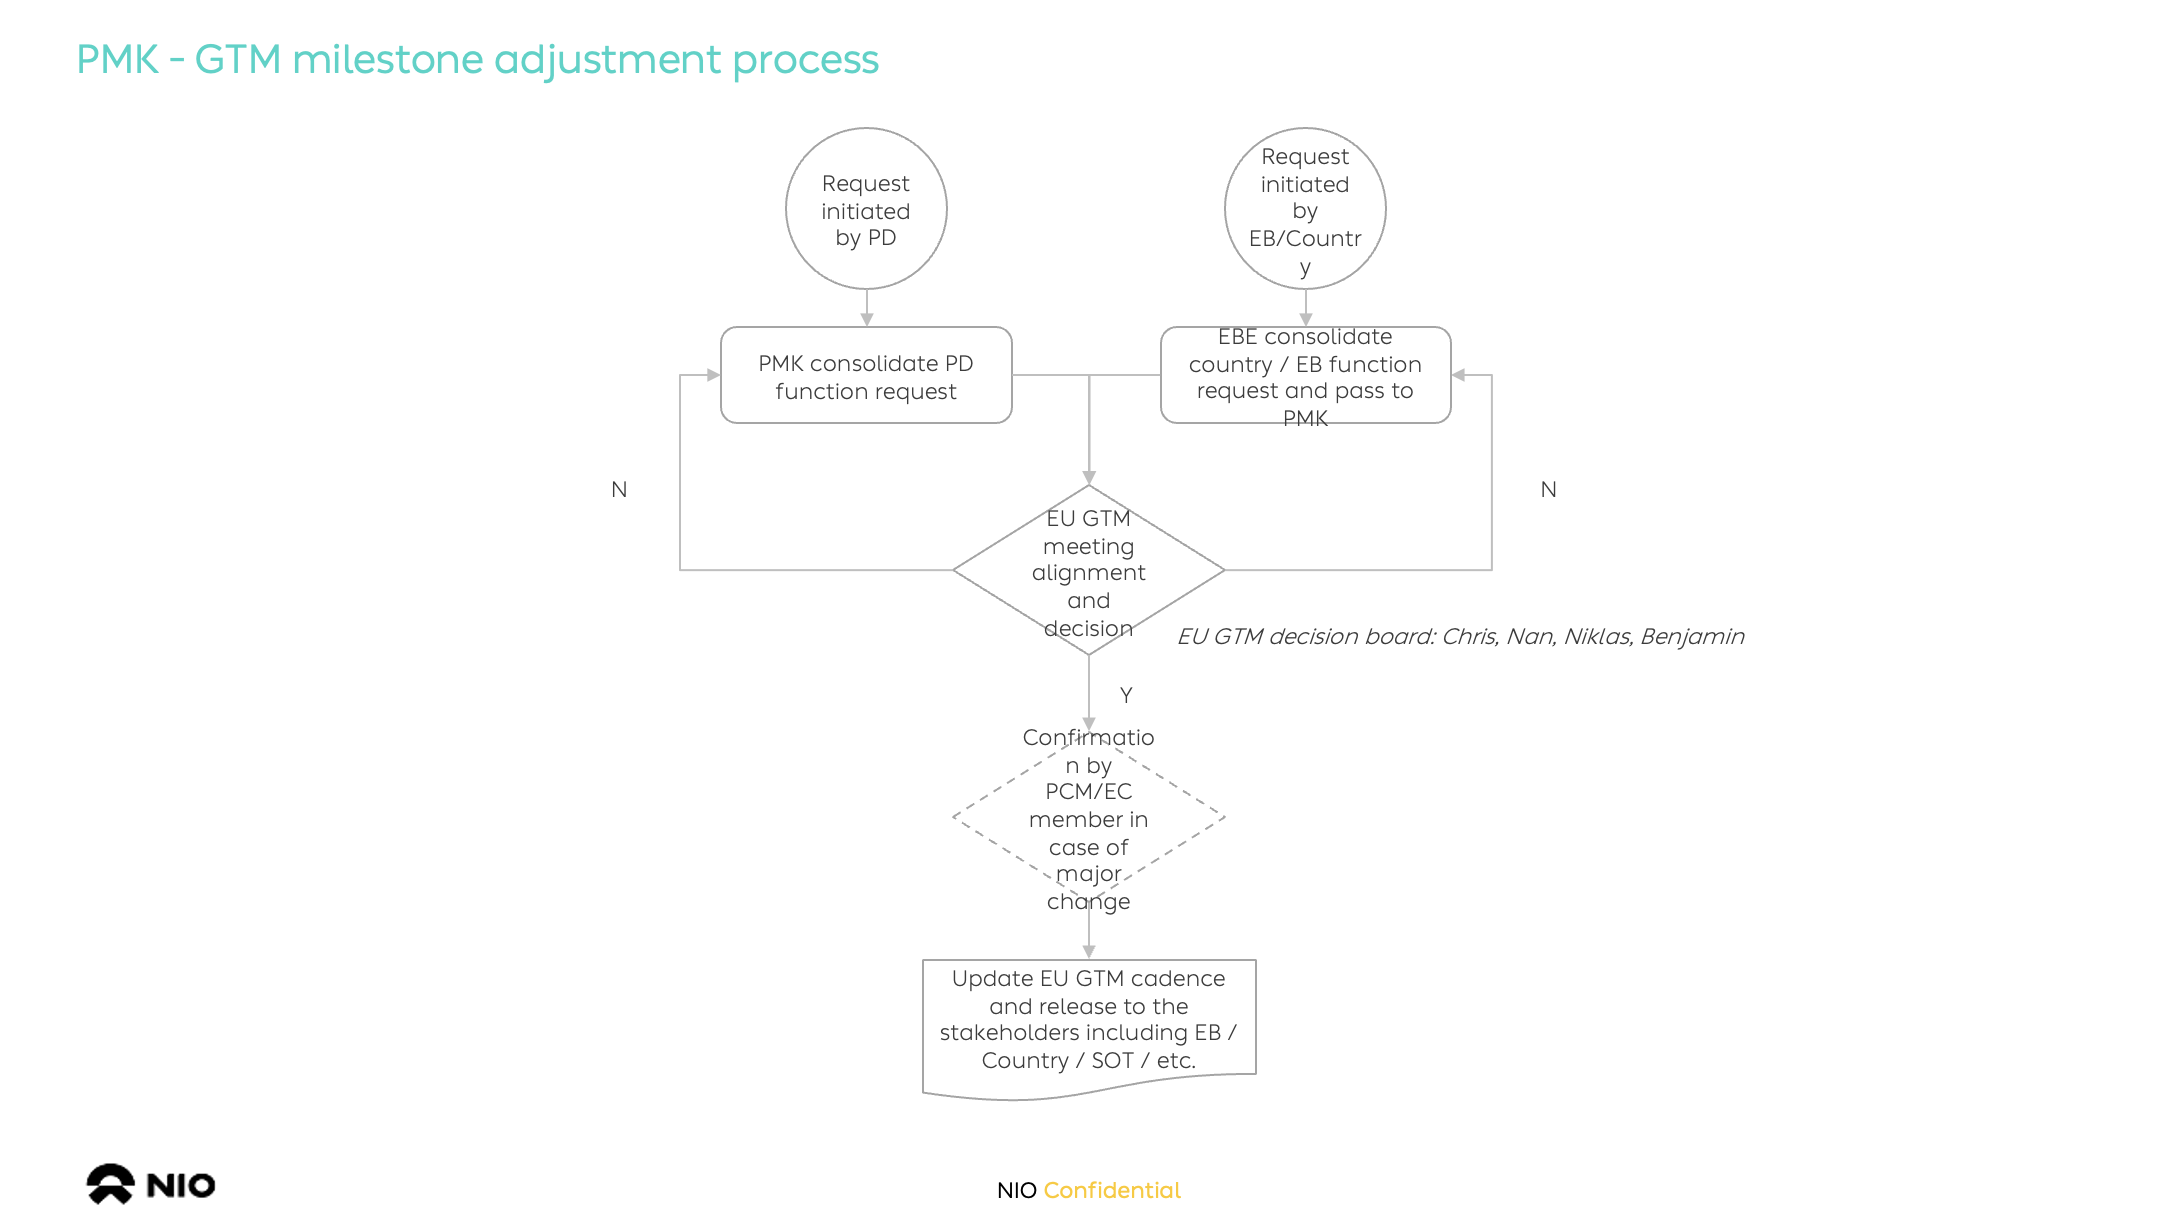 PMK - GTM milestone adjustment process
Request
initiated
by PD
Request
initiated
by
EB/Countr
y
PMK consolidate PD
function request
EBE consolidate
country / EB function
request and pass to
PMK
N
N
EU GTM
meeting
alignment
and
decision
EU GTM decision board: Chris, Nan, Niklas, Benjamin
Y
Confirmatio
n by
PCM/EC
member in
case of
major
change
Update EU GTM cadence
and release to the
stakeholders including EB /
Country / SOT / etc.
NIO
NIO Confidential